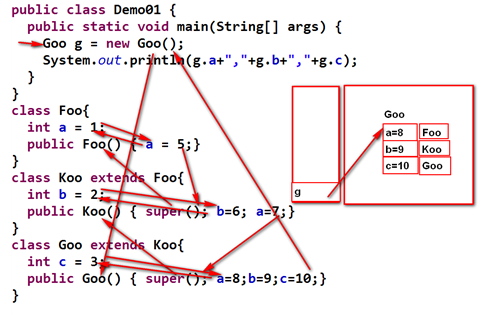 public class Demo01 {
public static void main(String[] args) {
Goo g = new Goo();
System.out.println(g.a+","+g.b+","+g.c);
}
}
class Foo{
int a = 1;
public Foo() { a = 5;}
}
class Koo extends Foo{
int b = 2;
public Koo() { super(); b=6; a=7;}
}
class Goo extends Koo{
int c = 3;
public Goo() { super(); a=8;b=9;c=10;}
}
g
Goo
a=8 Foo
b=9 Koo
c=10 Goo